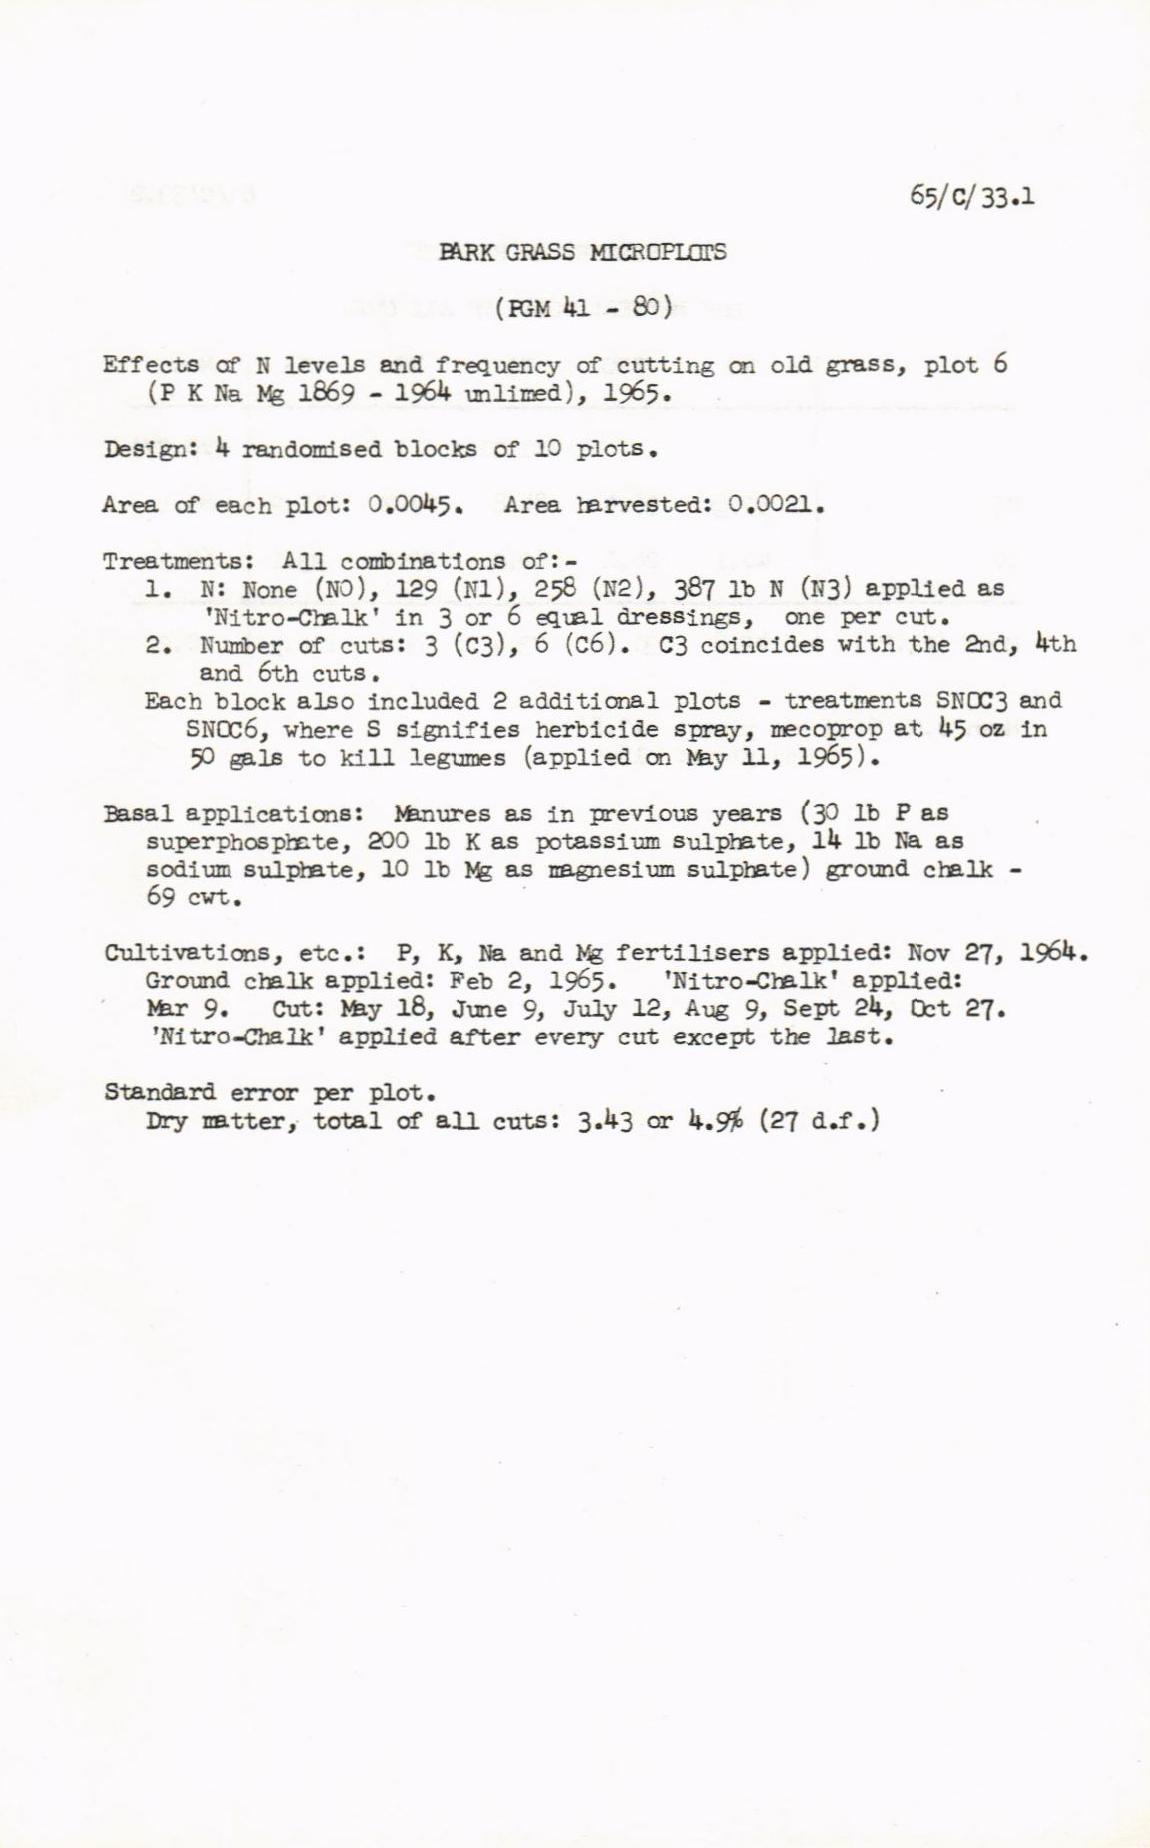 65/C/33.1
PARK GRASS MICROPLOTS
(PGM 41 - 80)
Effects of N levels and frequency of cutting on old grass, plot 6
(P K Na Mg 1869 - 1964 unlimed), 1965.
Design: 4 randomised blocks of 10 plots.
Area of each plot: 0.0045. Area harvested: 0.0021.
Treatments: All combinations of:-
1. N: None (N0), 129 (N1), 258 (N2), 387 lb N (N3) applied as
'Nitro-Chalk' in 3 or 6 equal dressings, one per cut.
2. Number of cuts: 3 (C3), 6 (C6). C3 coincides with the 2nd, 4th
and 6th cuts.
Each block also included 2 additional plots - treatments SNOC3 and
SNOC6, where S signifies herbicide spray, mecoprop at 45 oz in
50 gals to kill legumes (applied on May 11, 1965).
Basal applications: Manures as in previous years (30 lb P as
superphosphate, 200 lb K as potassium sulphate, 14 lb Na as
sodium sulphate, 10 lb Mg as magnesium sulphate) ground chalk -
69 cwt.
Cultivations, etc.: P, K, Na and Mg fertilisers applied: Nov 27, 1964.
Ground chalk applied: Feb 2, 1965. 'Nitro-Chalk' applied:
Mar 9. Cut: May 18, June 9, July 12, Aug 9, Sept 24, Oct 27.
'Nitro-Chalk' applied after every cut except the last.
Standard error per plot.
Dry matter, total of all cuts: 3.43 or 4.9% (27 d.f.)